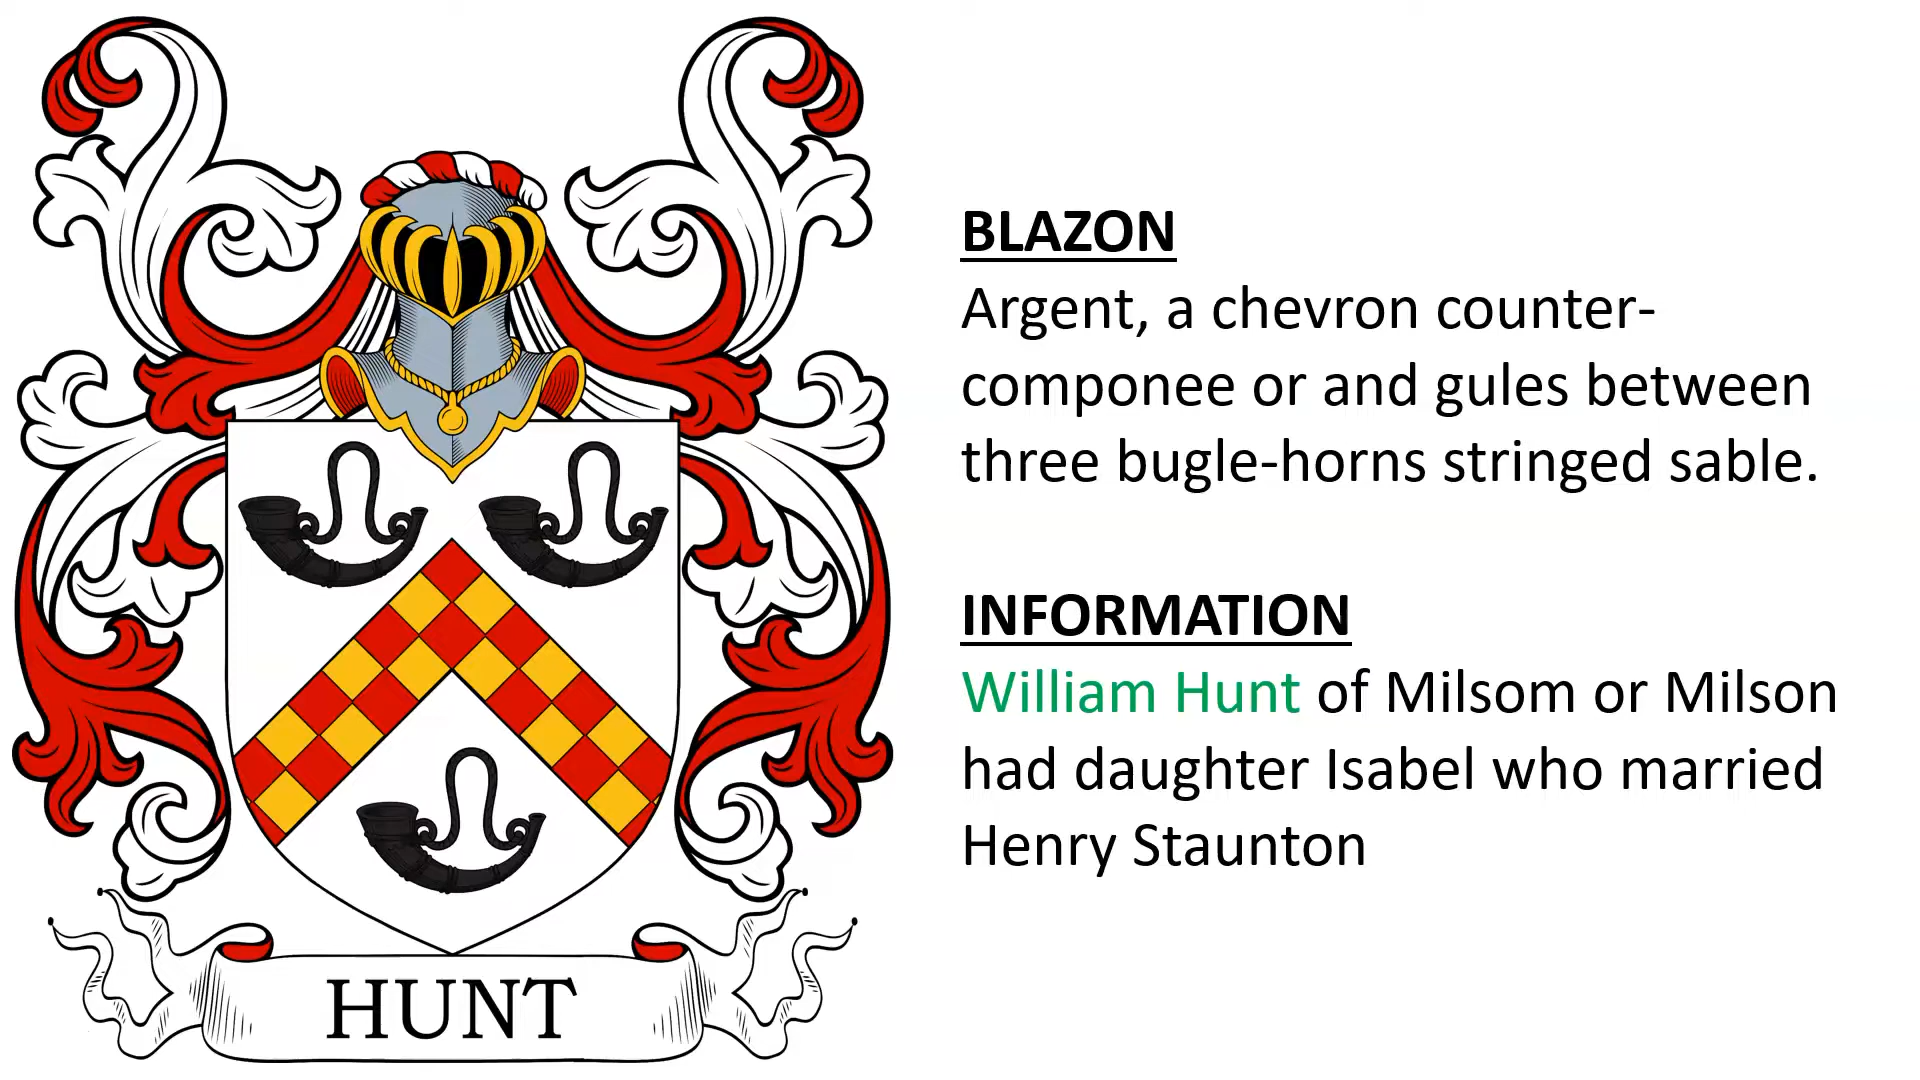 BLAZON
Argent, a chevron counter-
componee or and gules between
three bugle-horns stringed sable.
INFORMATION
William Hunt of Milsom or Milson
had daughter Isabel who married
Henry Staunton
HUNT